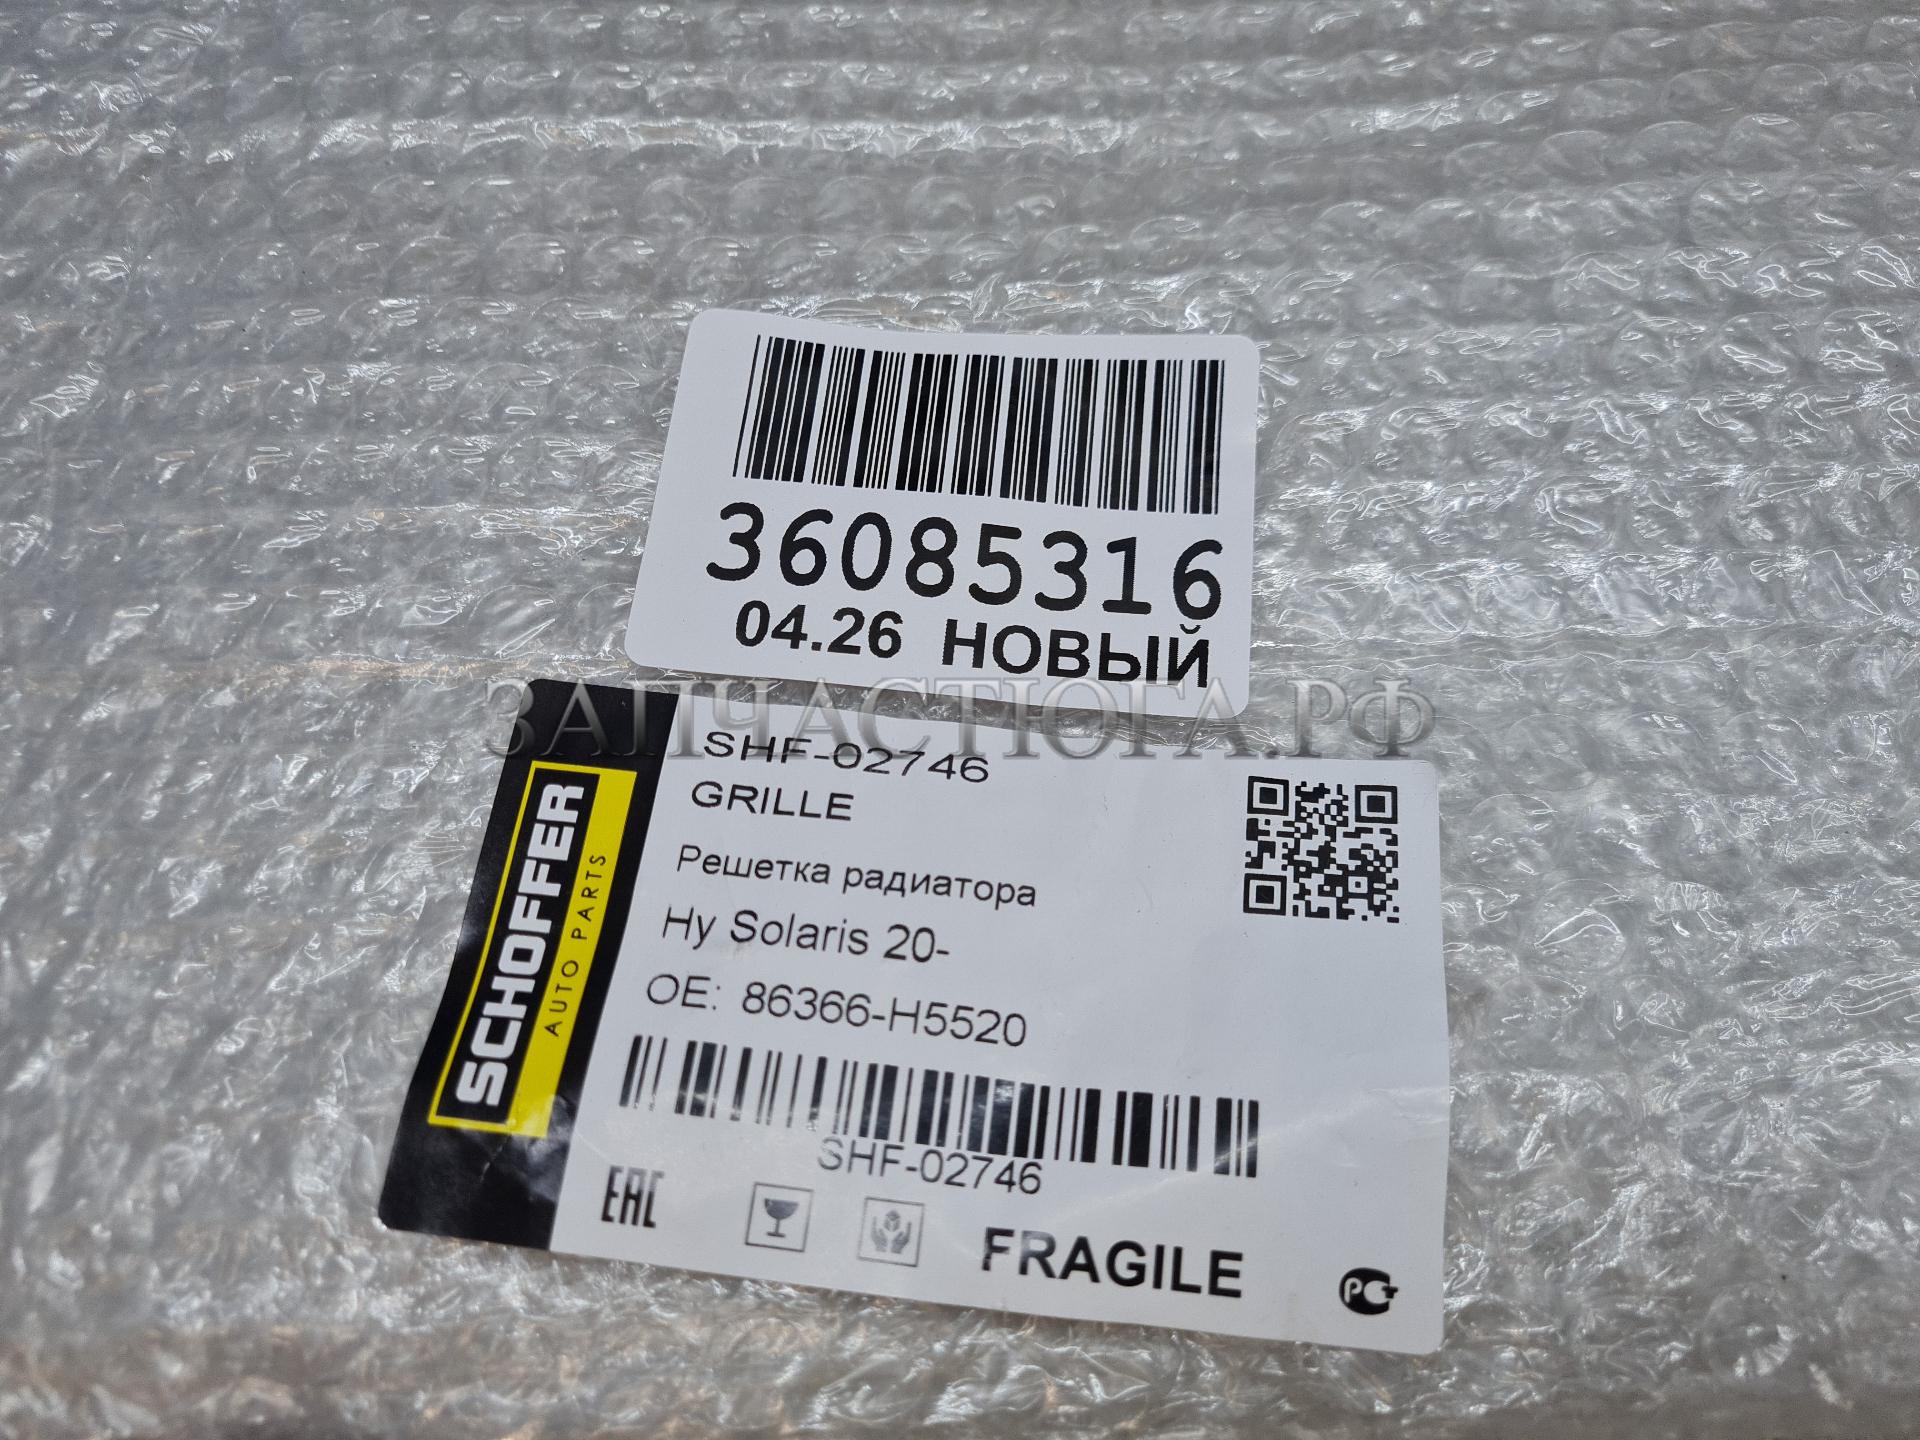 36085316
04.26 НОВЫЙ
ЗАПЧАСТЮГА.РФ
SCHOFFER
AUTO PARTS
SHF-02746
GRILLE
Решетка радиатора
Hy Solaris 20-
OE: 86366-H5520
SHF-02746
EAC
FRAGILE
РСТ